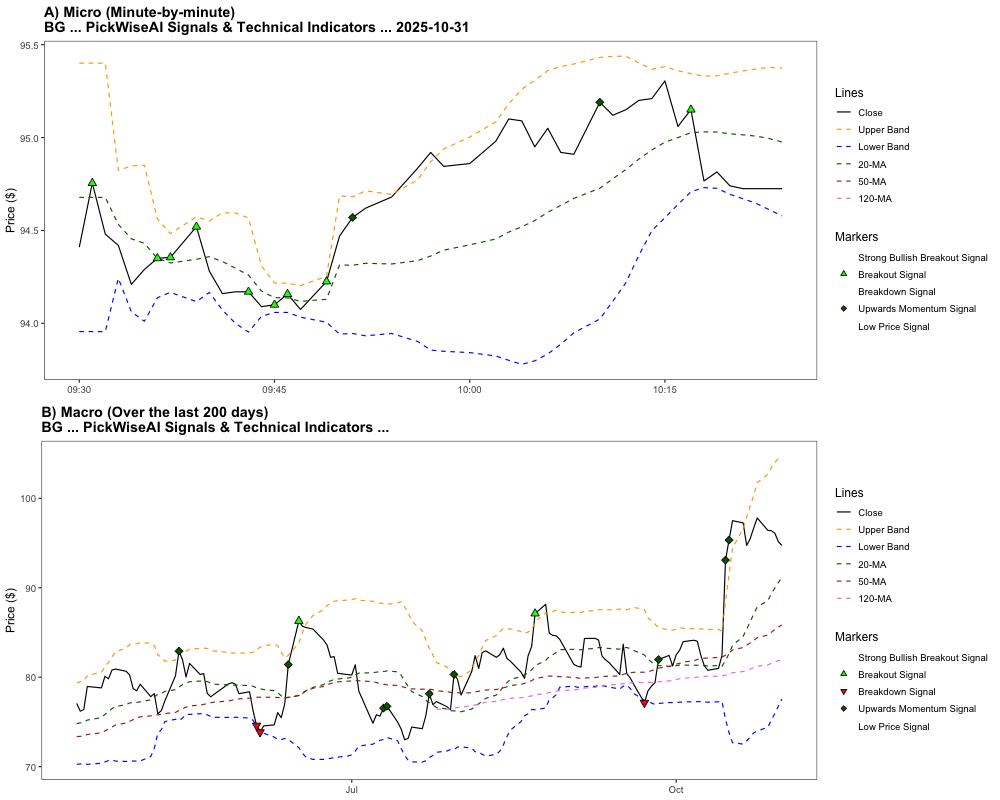 A) Micro (Minute-by-minute)
BG ... PickWiseAI Signals & Technical Indicators ... 2025-10-31
95.5
95.0
94.5
94.0
Price ($)
09:30
09:45
10:00
10:15
Lines
Close
Upper Band
Lower Band
20-MA
50-MA
120-MA
Markers
Strong Bullish Breakout Signal
Breakout Signal
Breakdown Signal
Upwards Momentum Signal
Low Price Signal
B) Macro (Over the last 200 days)
BG ... PickWiseAI Signals & Technical Indicators ...
100
90
80
70
Price ($)
Jul
Oct
Lines
Close
Upper Band
Lower Band
20-MA
50-MA
120-MA
Markers
Strong Bullish Breakout Signal
Breakout Signal
Breakdown Signal
Upwards Momentum Signal
Low Price Signal